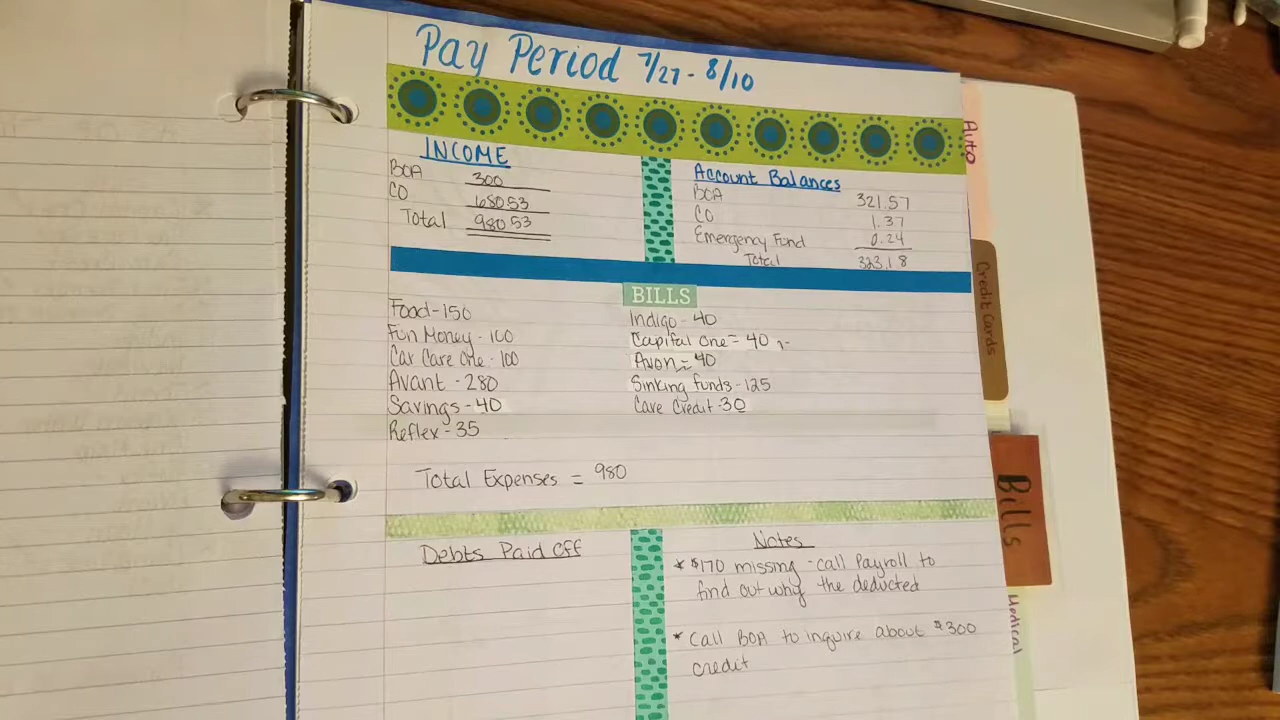 Pay Period 7/27 - 8/10
INCOME
BOA 300
CO 680.53
Total 980.53
Account Balances
BOA 321.57
CO 1.37
Emergency Fund 0.24
Total 323.18
BILLS
Food-150
Fun Money - 100
Car Care One - 100
Avant - 280
Savings - 40
Reflex - 35
Indigo - 40
Capital One = 40
Avon = 40
Sinking funds - 125
Care Credit - 30
Total Expenses = 980
Debts Paid Off
Notes
* $170 missing - call Payroll to
find out why the deducted
* Call BOA to inquire about $300
credit
Auto
Credit Cards
Bills
Medical